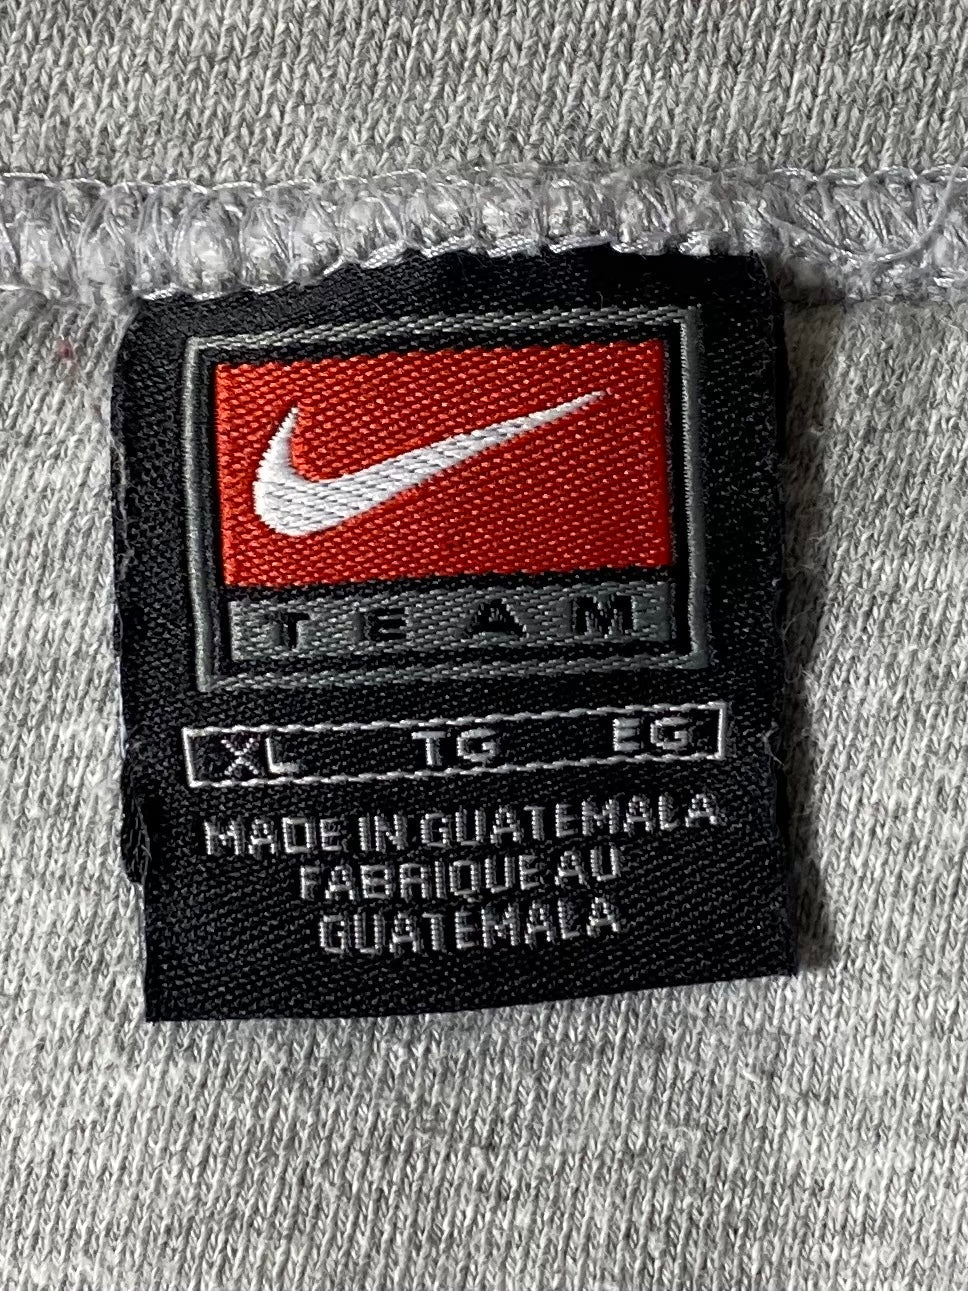 TEAM
XL TG EG
MADE IN GUATEMALA
FABRIQUE AU
GUATEMALA